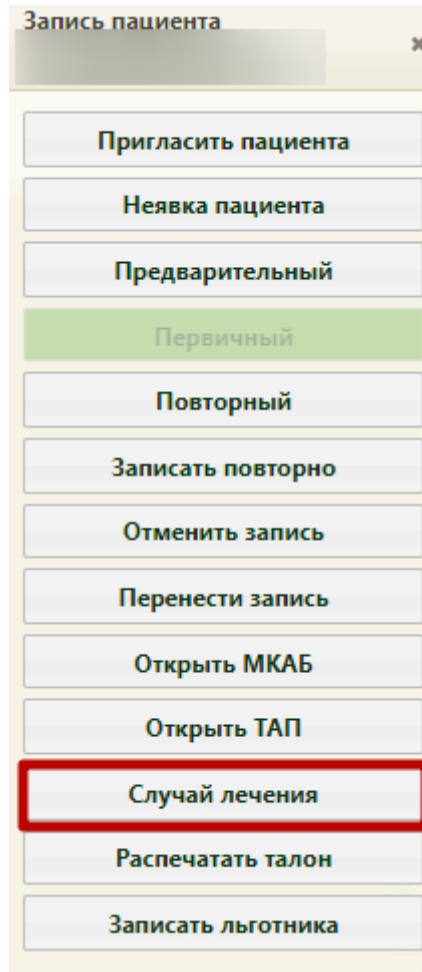 Запись пациента
Пригласить пациента
Неявка пациента
Предварительный
Первичный
Повторный
Записать повторно
Отменить запись
Перенести запись
Открыть МКАБ
Открыть ТАП
Случай лечения
Распечатать талон
Записать льготника